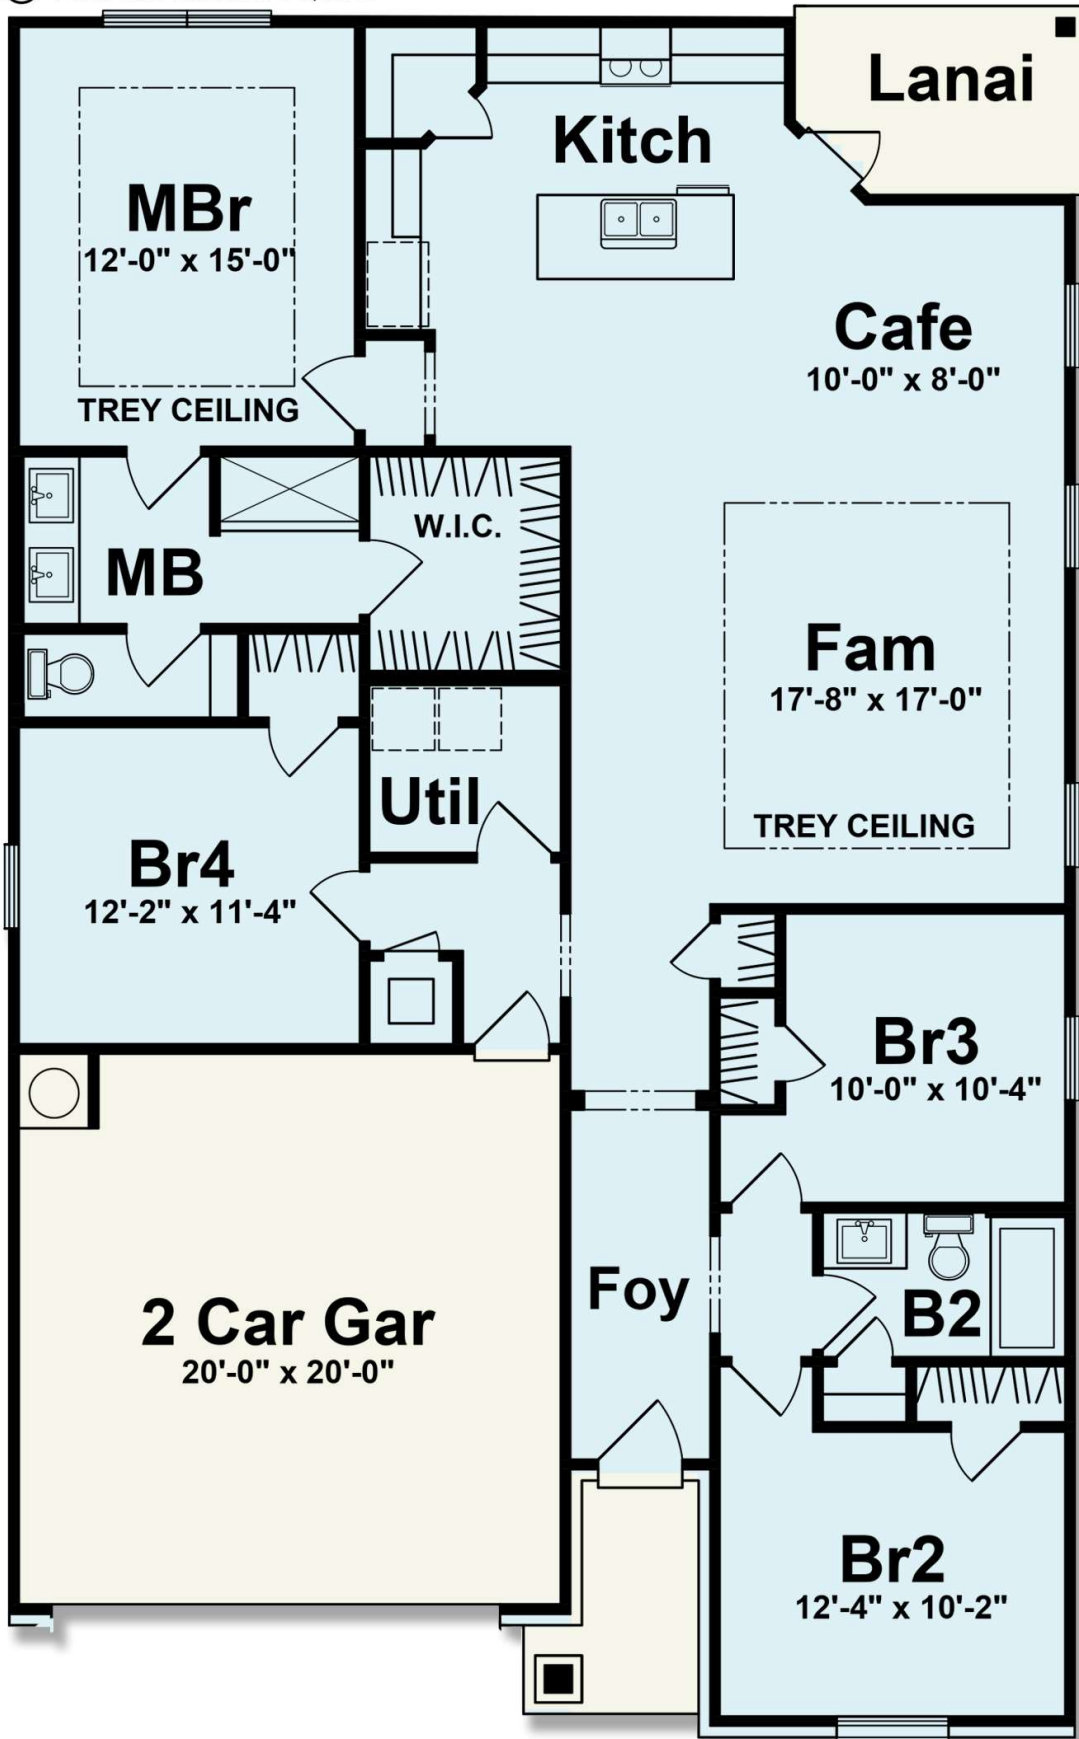 Lanai
Kitch
MBr
12'-0" x 15'-0"
TREY CEILING
Cafe
10'-0" x 8'-0"
W.I.C.
MB
Fam
17'-8" x 17'-0"
TREY CEILING
Util
Br4
12'-2" x 11'-4"
Br3
10'-0" x 10'-4"
Foy
B2
2 Car Gar
20'-0" x 20'-0"
Br2
12'-4" x 10'-2"